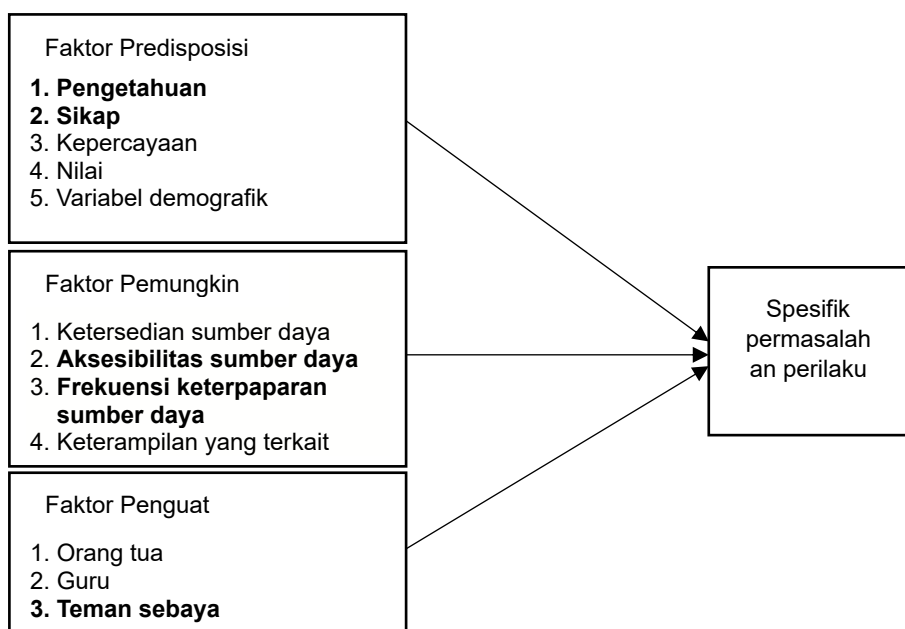 Faktor Predisposisi
1. Pengetahuan
2. Sikap
3. Kepercayaan
4. Nilai
5. Variabel demografik
Faktor Pemungkin
1. Ketersedian sumber daya
2. Aksesibilitas sumber daya
3. Frekuensi keterpaparan
sumber daya
4. Keterampilan yang terkait
Faktor Penguat
1. Orang tua
2. Guru
3. Teman sebaya
Spesifik
permasalah
an perilaku